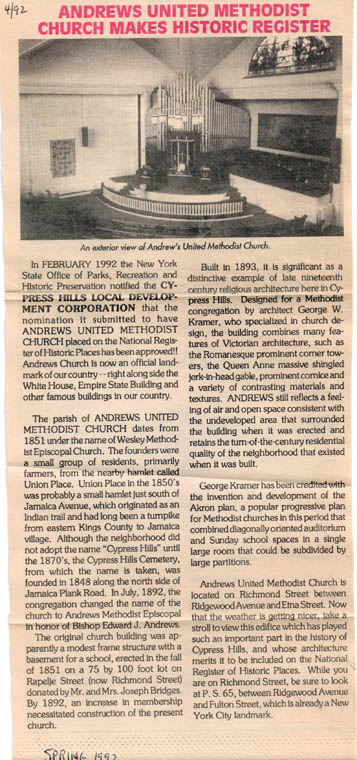 4/92
ANDREWS UNITED METHODIST
CHURCH MAKES HISTORIC REGISTER
An exterior view of Andrew's United Methodist Church.
In FEBRUARY 1992 the New York
State Office of Parks, Recreation and
Historic Preservation notified the CY-
PRESS HILLS LOCAL DEVELOP-
MENT CORPORATION that the
nomination it submitted to have
ANDREWS UNITED METHODIST
CHURCH placed on the National Regis-
ter of Historic Places has been approved!!
Andrews Church is now an official land-
mark of our country -- right along side the
White House, Empire State Building and
other famous buildings in our country.
The parish of ANDREWS UNITED
METHODIST CHURCH dates from
1851 under the name of Wesley Method-
ist Episcopal Church. The founders were
a small group of residents, primarily
farmers, from the nearby hamlet called
Union Place. Union Place in the 1850's
was probably a small hamlet just south of
Jamaica Avenue, which originated as an
Indian trail and had long been a turnpike
from eastern Kings County to Jamaica
village. Although the neighborhood did
not adopt the name "Cypress Hills" until
the 1870's, the Cypress Hills Cemetery,
from which the name is taken, was
founded in 1848 along the north side of
Jamaica Plank Road. In July, 1892, the
congregation changed the name of the
church to Andrews Methodist Episcopal
in honor of Bishop Edward J. Andrews.
The original church building was ap-
parently a modest frame structure with a
basement for a school, erected in the fall
of 1851 on a 75 by 100 foot lot on
Rapelje Street (now Richmond Street)
donated by Mr. and Mrs. Joseph Bridges.
By 1892, an increase in membership
necessitated construction of the present
church.
Built in 1893, it is significant as a
distinctive example of late nineteenth
century religious architecture here in Cy-
press Hills. Designed for a Methodist
congregation by architect George W.
Kramer, who specialized in church de-
sign, the building combines many fea-
tures of Victorian architecture, such as
the Romanesque prominent corner tow-
ers, the Queen Anne massive shingled
jerk-in-head gable, prominent cornice and
a variety of contrasting materials and
textures. ANDREWS still reflects a feel-
ing of air and open space consistent with
the undeveloped area that surrounded
the building when it was erected and
retains the turn-of-the-century residential
quality of the neighborhood that existed
when it was built.
George Kramer has been credited with
the invention and development of the
Akron plan, a popular progressive plan
for Methodist churches in this period that
combined diagonally oriented auditorium
and Sunday school spaces in a single
large room that could be subdivided by
large partitions.
Andrews United Methodist Church is
located on Richmond Street between
Ridgewood Avenue and Etna Street. Now
that the weather is getting nicer, take a
stroll to view this edifice which has played
such an important part in the history of
Cypress Hills, and whose architecture
merits it to be included on the National
Register of Historic Places. While you
are on Richmond Street, be sure to look
at P. S. 65, between Ridgewood Avenue
and Fulton Street, which is already a New
York City landmark.
SPRING 1992